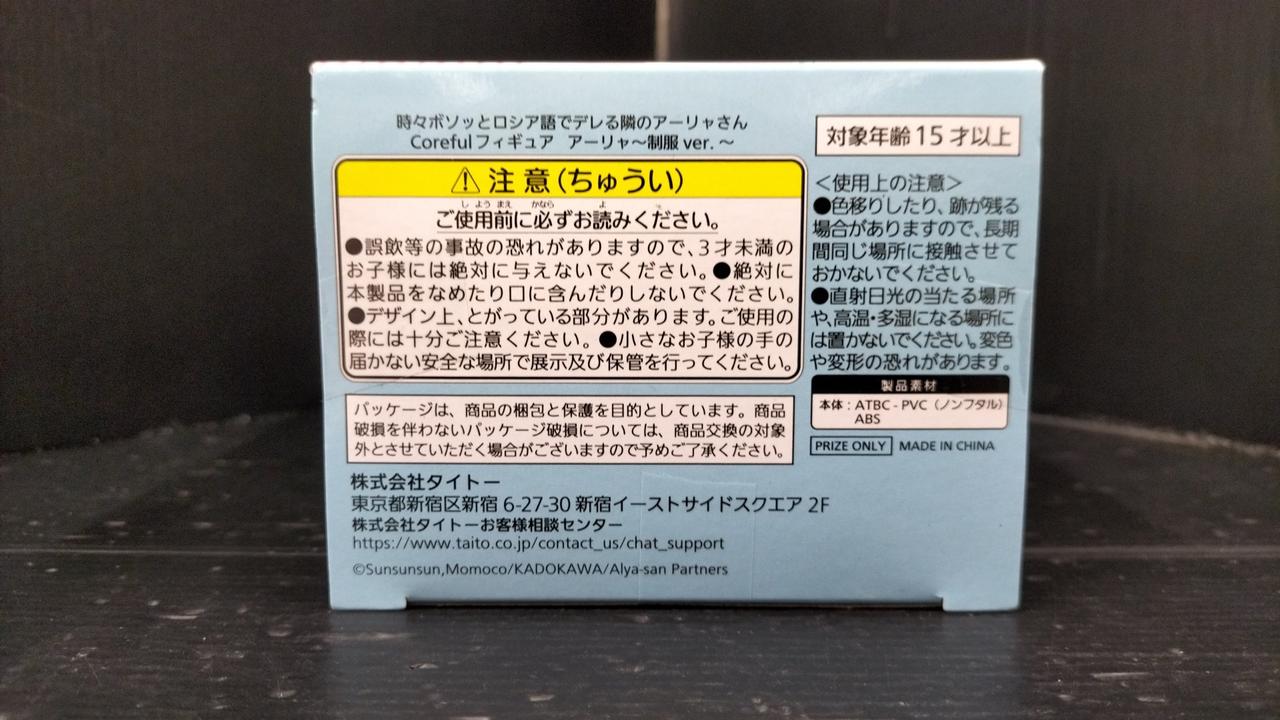 時々ボソッとロシア語でデレる隣のアーリャさん
Corefulフィギュア アーリャ～制服 ver.～
⚠ 注意(ちゅうい)
ご使用前に必ずお読みください。
しようまえ かなら よ
●誤飲等の事故の恐れがありますので、3才未満の
お子様には絶対に与えないでください。●絶対に
本製品をなめたり口に含んだりしないでください。
●デザイン上、とがっている部分があります。ご使用の
際には十分ご注意ください。●小さなお子様の手の
届かない安全な場所で展示及び保管を行ってください。
パッケージは、商品の梱包と保護を目的としています。商品
破損を伴わないパッケージ破損については、商品交換の対象
外とさせていただく場合がございますので予めご了承ください。
株式会社タイトー
東京都新宿区新宿 6-27-30 新宿イーストサイドスクエア 2F
株式会社タイトーお客様相談センター
https://www.taito.co.jp/contact_us/chat_support
©Sunsunsun,Momoco/KADOKAWA/Alya-san Partners
対象年齢 15 才以上
＜使用上の注意＞
●色移りしたり、跡が残る
場合がありますので、長期
間同じ場所に接触させて
おかないでください。
●直射日光の当たる場所
や、高温・多湿になる場所に
は置かないでください。変色
や変形の恐れがあります。
製品素材
本体：ATBC-PVC（ノンフタル）
ABS
PRIZE ONLY MADE IN CHINA